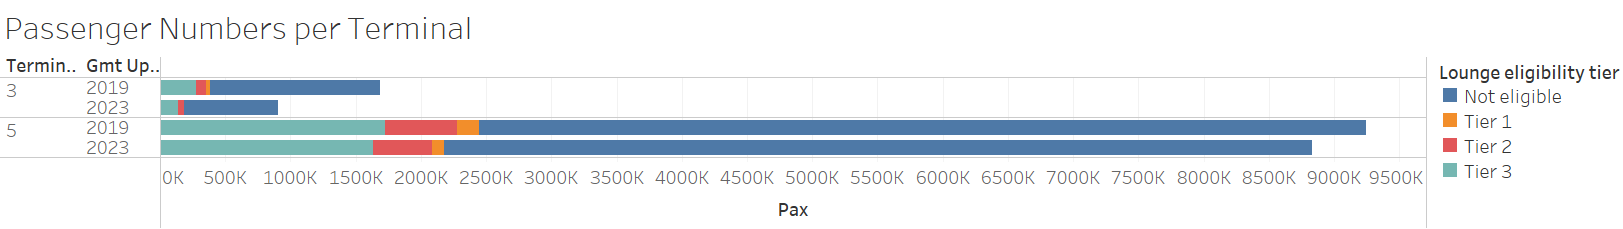 Passenger Numbers per Terminal
Termin.. Gmt Up..
3 2019
2023
5 2019
2023
0K 500K 1000K 1500K 2000K 2500K 3000K 3500K 4000K 4500K 5000K 5500K 6000K 6500K 7000K 7500K 8000K 8500K 9000K 9500K
Pax
Lounge eligibility tier
Not eligible
Tier 1
Tier 2
Tier 3